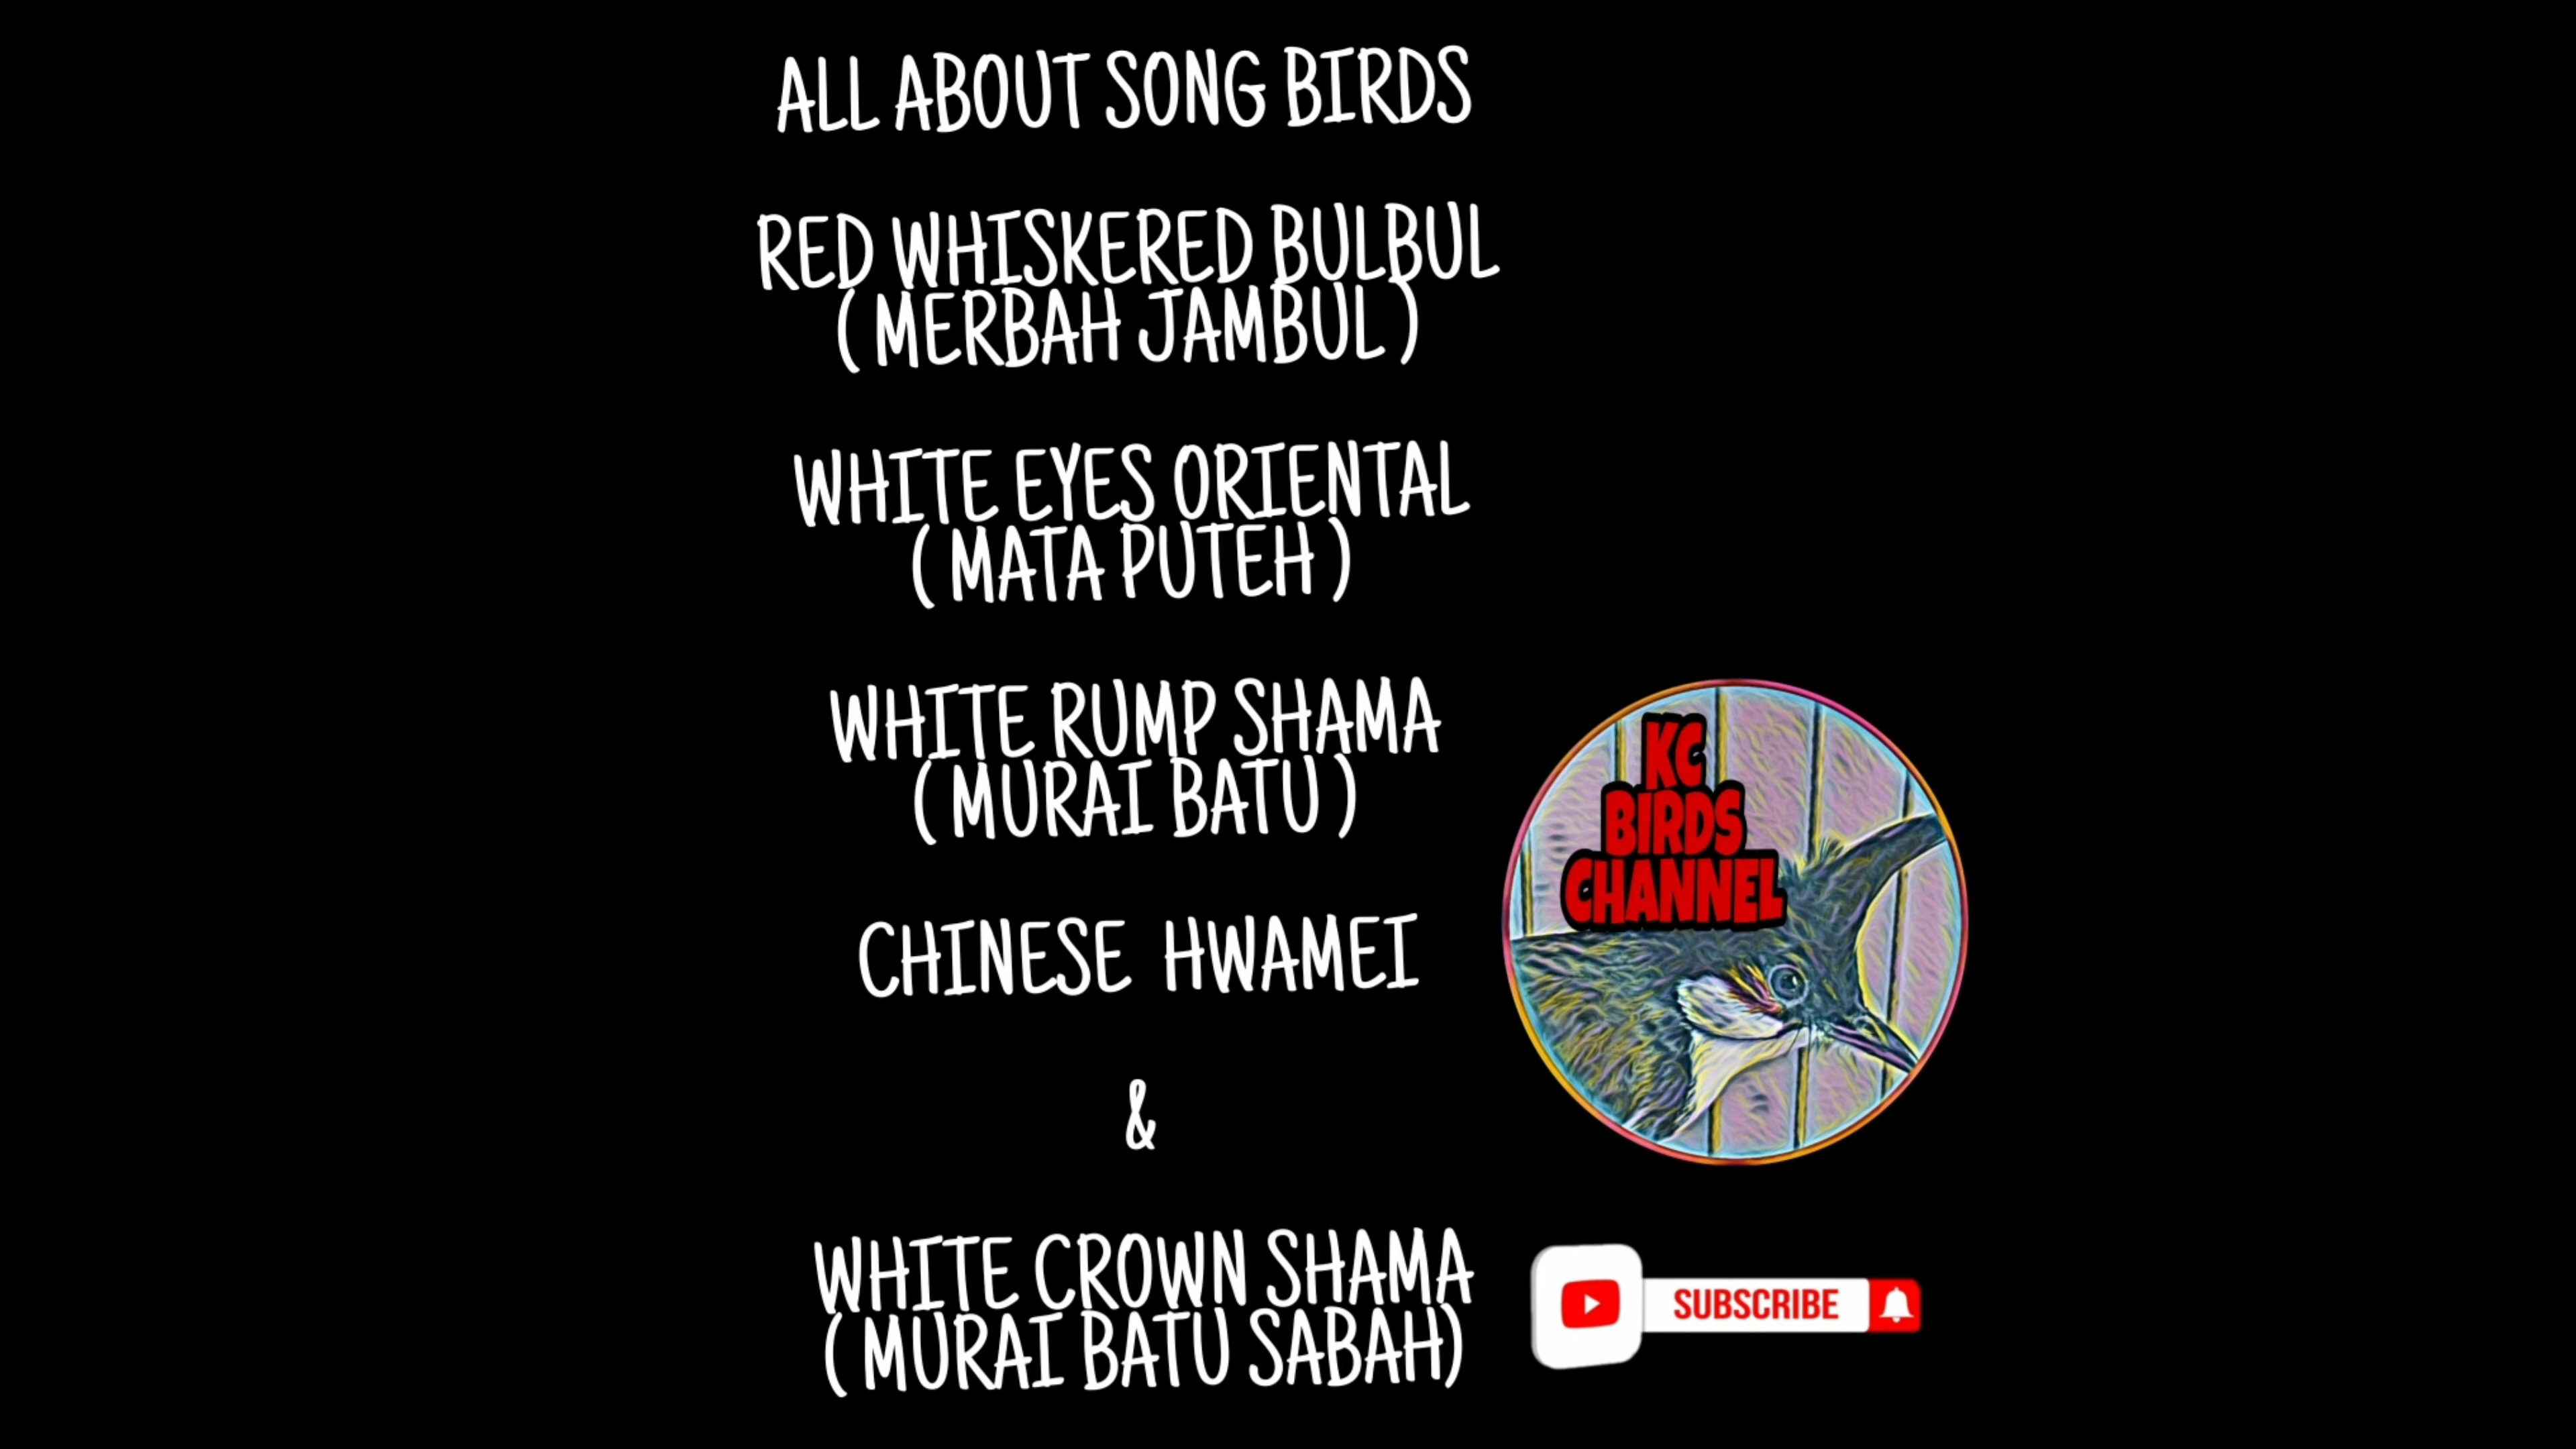 ALL ABOUT SONG BIRDS
RED WHISKERED BULBUL
( MERBAH JAMBUL )
WHITE EYES ORIENTAL
( MATA PUTEH )
WHITE RUMP SHAMA
( MURAI BATU )
CHINESE HWAMEI
&
WHITE CROWN SHAMA
( MURAI BATU SABAH)
KC
BIRDS
CHANNEL
SUBSCRIBE